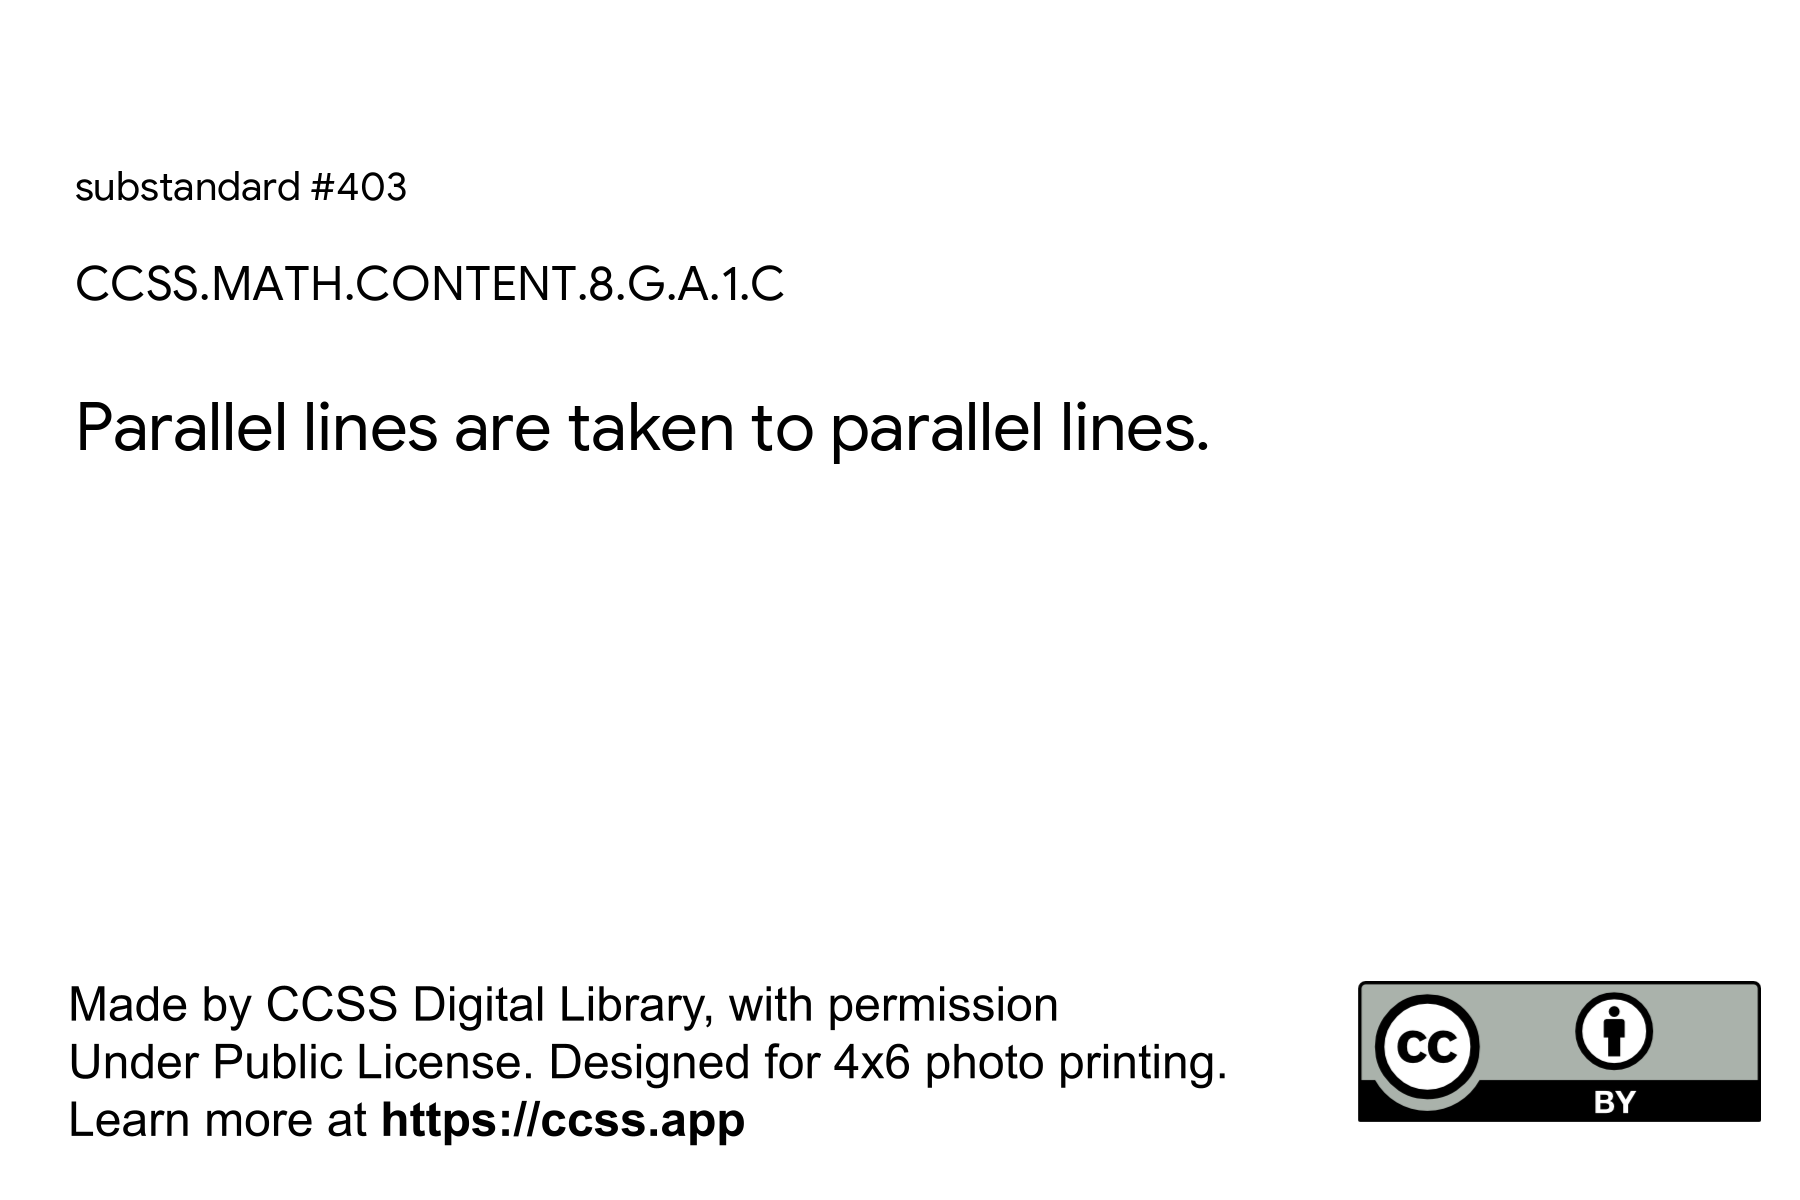 substandard #403
CCSS.MATH.CONTENT.8.G.A.1.C
Parallel lines are taken to parallel lines.
Made by CCSS Digital Library, with permission
Under Public License. Designed for 4x6 photo printing.
Learn more at https://ccss.app
CC
BY